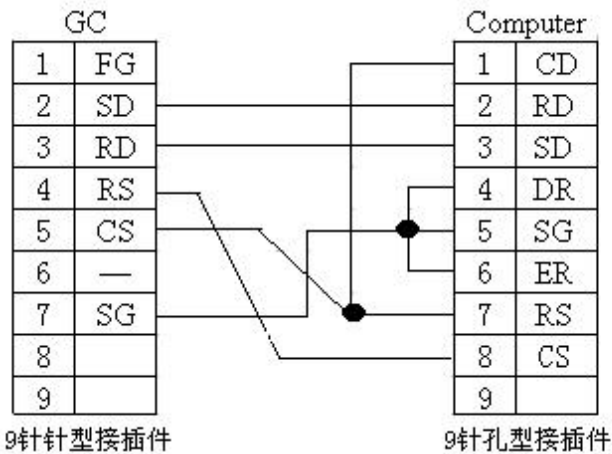 GC Computer
1 FG 1 CD
2 SD 2 RD
3 RD 3 SD
4 RS 4 DR
5 CS 5 SG
6 — 6 ER
7 SG 7 RS
8 8 CS
9 9
9针针型接插件 9针孔型接插件